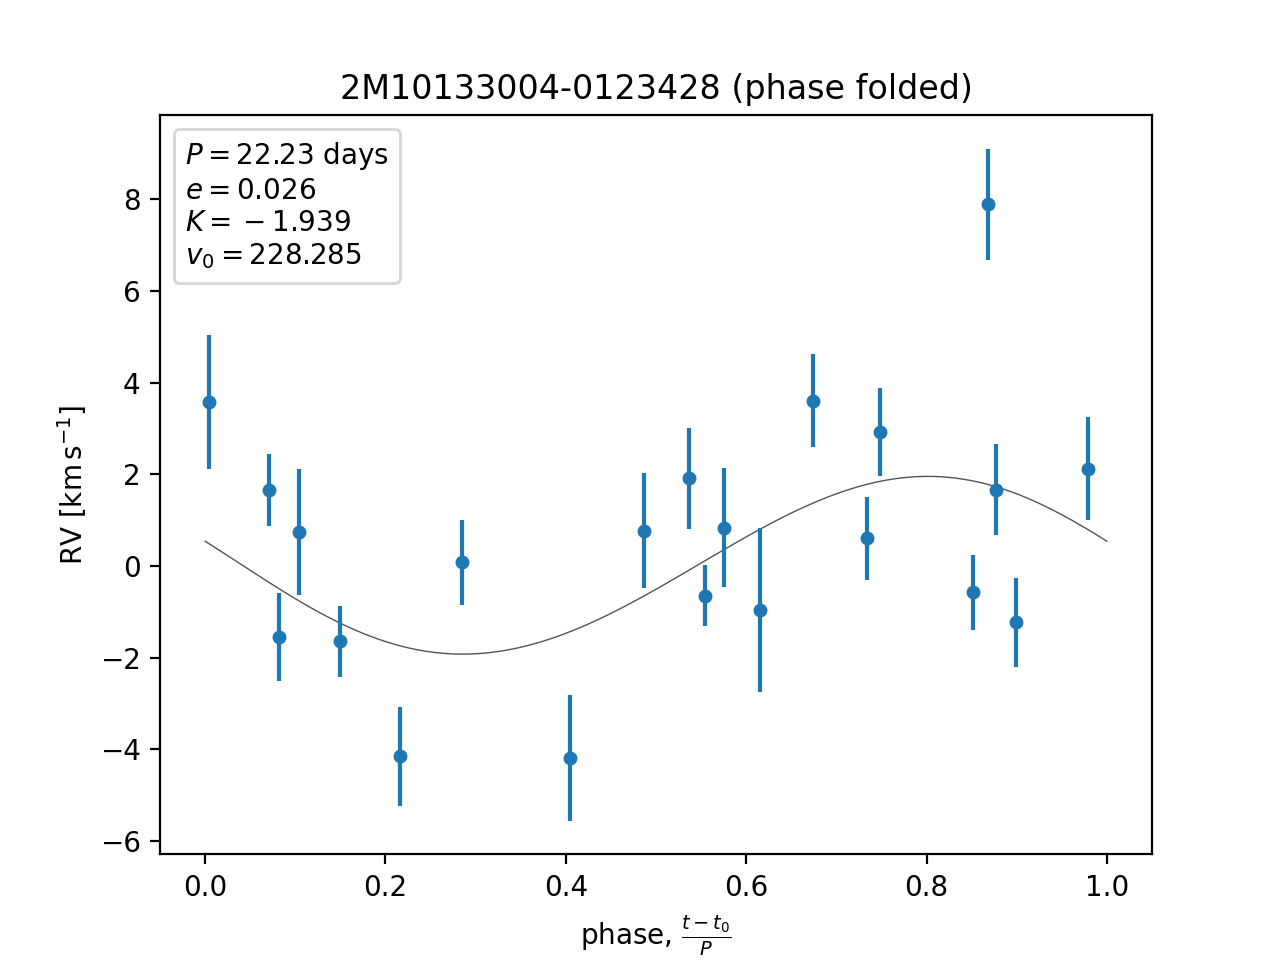 2M10133004-0123428 (phase folded)
P = 22.23 days
e = 0.026
K = −1.939
v₀ = 228.285
8
6
4
2
0
−2
−4
−6
RV [km s⁻¹]
0.0 0.2 0.4 0.6 0.8 1.0
phase, (t − t₀)/P